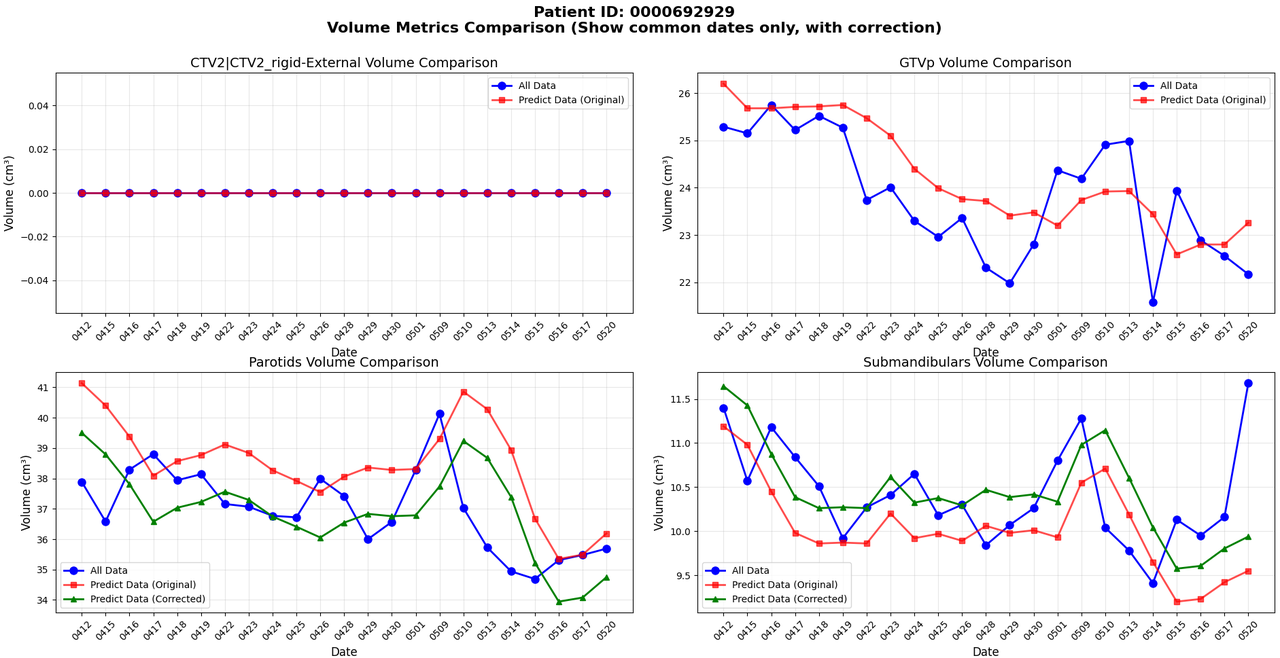 Patient ID: 0000692929
Volume Metrics Comparison (Show common dates only, with correction)
CTV2|CTV2_rigid-External Volume Comparison
Volume (cm³)
0.04
0.02
0.00
−0.02
−0.04
All Data
Predict Data (Original)
0412 0415 0416 0417 0418 0419 0422 0423 0424 0425 0426 0428 0429 0430 0501 0509 0510 0513 0514 0515 0516 0517 0520
Date
GTVp Volume Comparison
Volume (cm³)
26
25
24
23
22
All Data
Predict Data (Original)
0412 0415 0416 0417 0418 0419 0422 0423 0424 0425 0426 0428 0429 0430 0501 0509 0510 0513 0514 0515 0516 0517 0520
Date
Parotids Volume Comparison
Volume (cm³)
41
40
39
38
37
36
35
34
All Data
Predict Data (Original)
Predict Data (Corrected)
0412 0415 0416 0417 0418 0419 0422 0423 0424 0425 0426 0428 0429 0430 0501 0509 0510 0513 0514 0515 0516 0517 0520
Date
Submandibulars Volume Comparison
Volume (cm³)
11.5
11.0
10.5
10.0
9.5
All Data
Predict Data (Original)
Predict Data (Corrected)
0412 0415 0416 0417 0418 0419 0422 0423 0424 0425 0426 0428 0429 0430 0501 0509 0510 0513 0514 0515 0516 0517 0520
Date